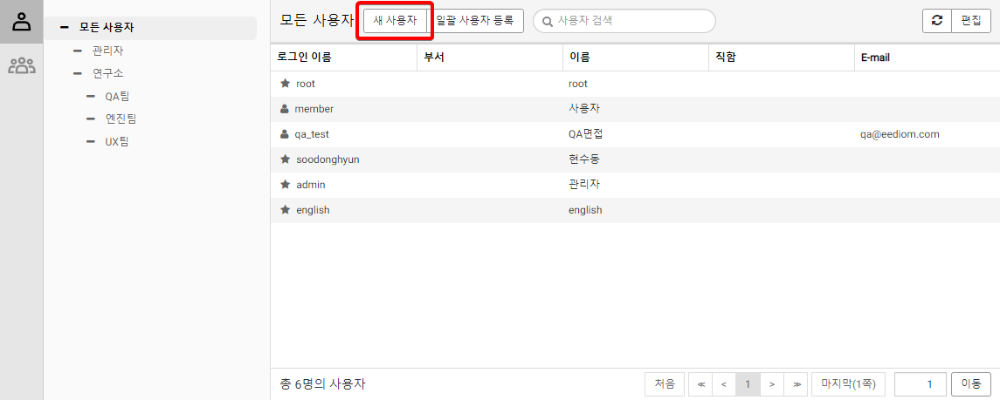 모든 사용자
관리자
연구소
QA팀
엔진팀
UX팀
모든 사용자 새 사용자 일괄 사용자 등록 사용자 검색 편집
로그인 이름 부서 이름 직함 E-mail
root root
member 사용자
qa_test QA면접 qa@eediom.com
soodonghyun 현수동
admin 관리자
english english
총 6명의 사용자 처음 ≪ < 1 > ≫ 마지막(1쪽) 1 이동